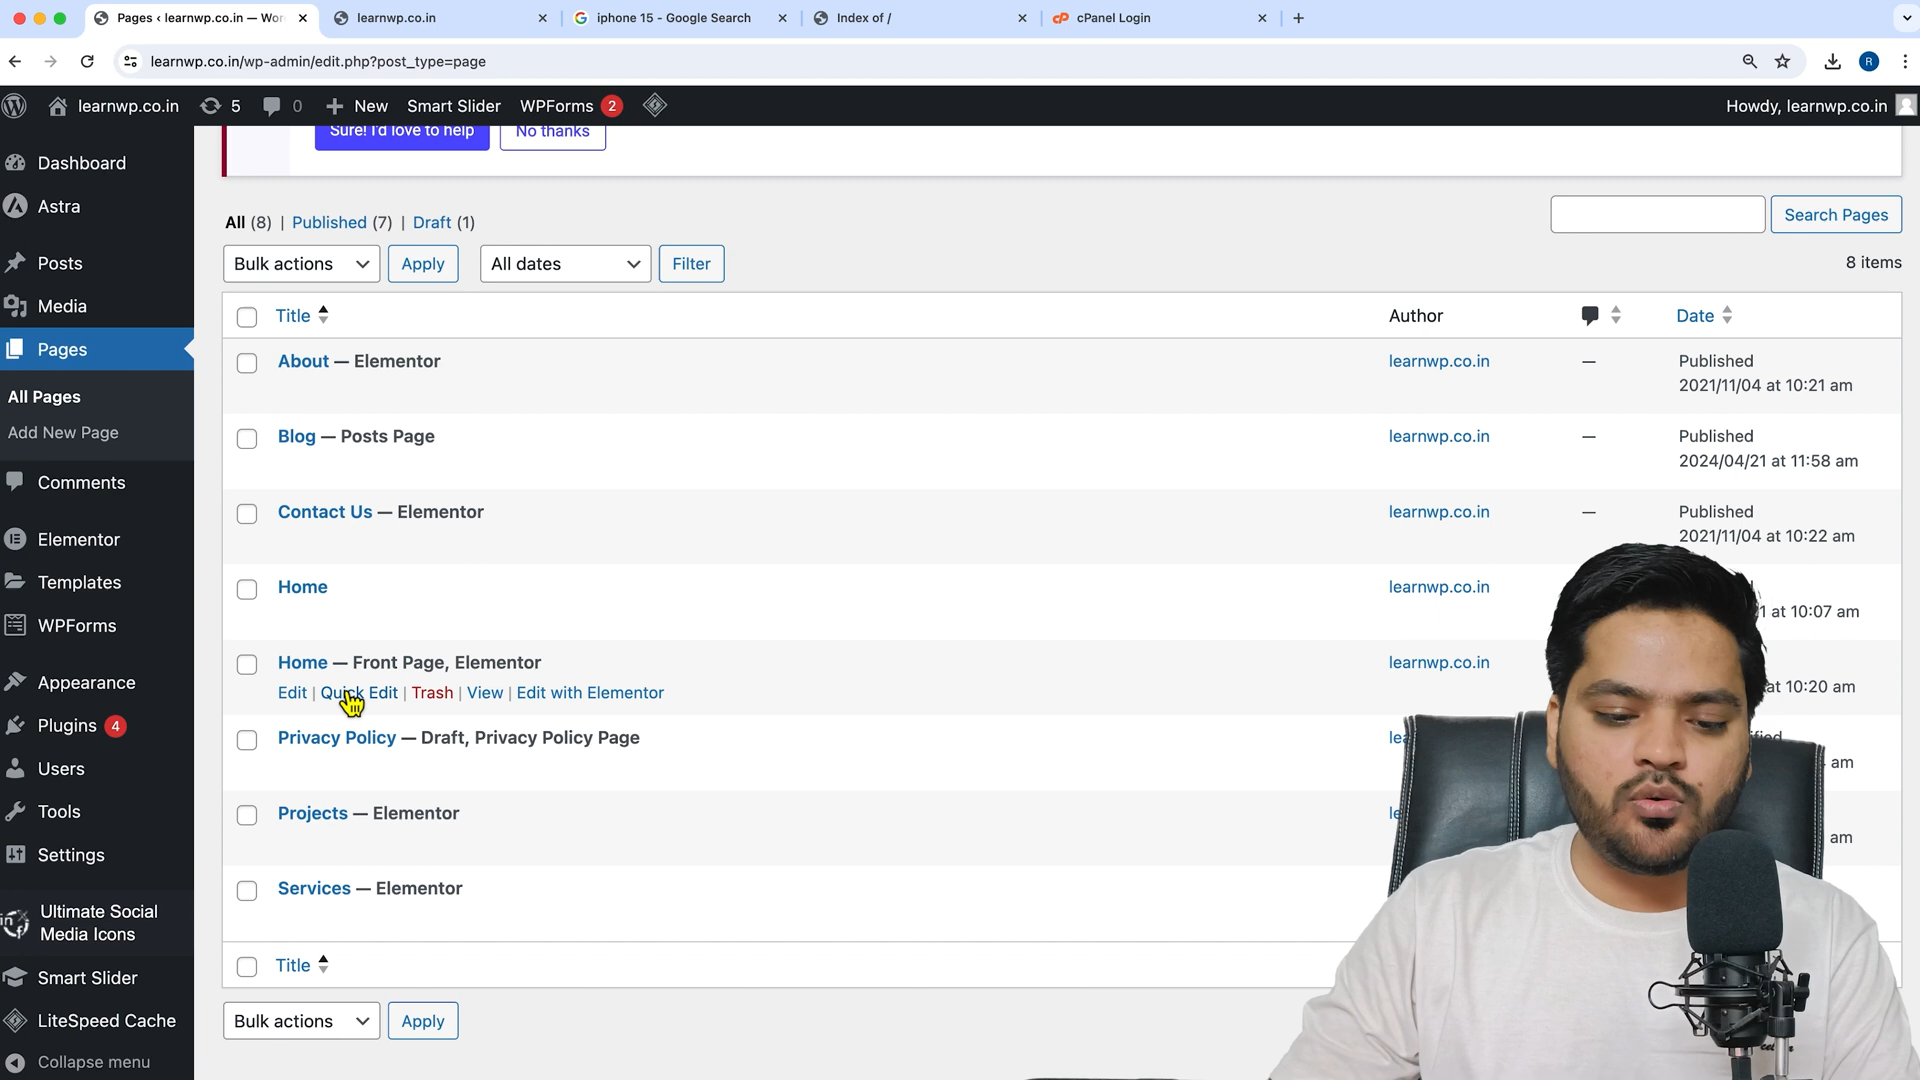 Pages ‹ learnwp.co.in — Wor
learnwp.co.in
iphone 15 - Google Search
Index of /
cPanel Login
learnwp.co.in/wp-admin/edit.php?post_type=page
R
learnwp.co.in
5
0
New
Smart Slider
WPForms 2
Howdy, learnwp.co.in
Dashboard
Astra
Posts
Media
Pages
All Pages
Add New Page
Comments
Elementor
Templates
WPForms
Appearance
Plugins 4
Users
Tools
Settings
Ultimate Social
Media Icons
Smart Slider
LiteSpeed Cache
Collapse menu
Sure! I'd love to help
No thanks
All (8) | Published (7) | Draft (1)
Search Pages
Bulk actions
Apply
All dates
Filter
8 items
Title
Author
Date
About — Elementor
learnwp.co.in
—
Published
2021/11/04 at 10:21 am
Blog — Posts Page
learnwp.co.in
—
Published
2024/04/21 at 11:58 am
Contact Us — Elementor
learnwp.co.in
—
Published
2021/11/04 at 10:22 am
Home
learnwp.co.in
at 10:07 am
Home — Front Page, Elementor
learnwp.co.in
at 10:20 am
Edit | Quick Edit | Trash | View | Edit with Elementor
Privacy Policy — Draft, Privacy Policy Page
am
Projects — Elementor
am
Services — Elementor
Title
Bulk actions
Apply